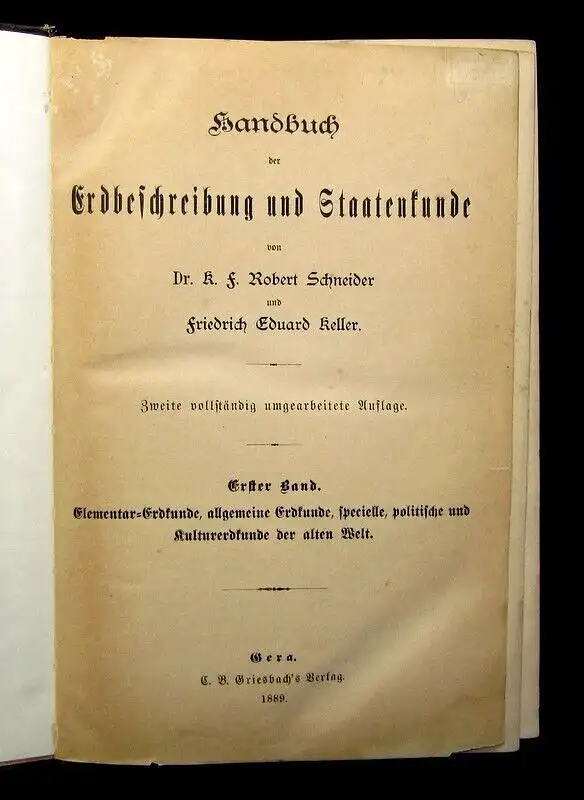 Handbuch
der
Erdbeschreibung und Staatenkunde
von
Dr. K. F. Robert Schneider
und
Friedrich Eduard Keller.
Zweite vollständig umgearbeitete Auflage.
Erster Band.
Elementar-Erdkunde, allgemeine Erdkunde, specielle, politische und
Kulturerdkunde der alten Welt.
Gera.
C. B. Griesbach's Verlag.
1889.